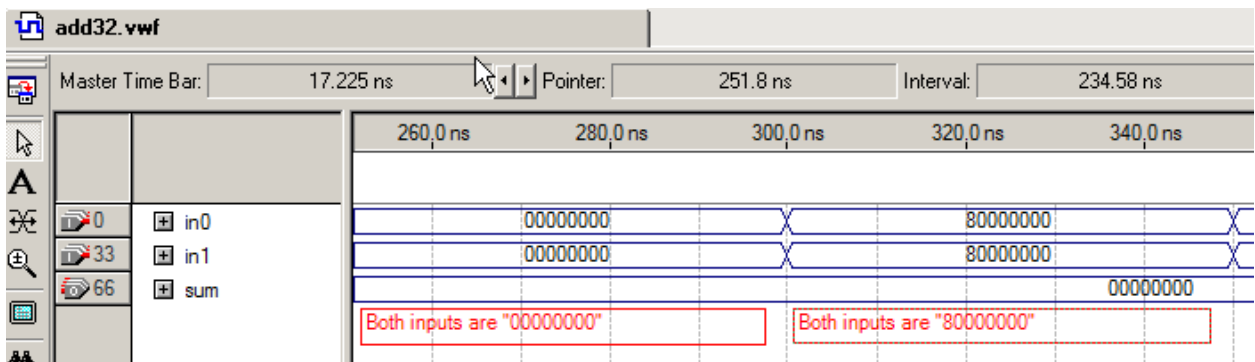 add32.vwf
Master Time Bar: 17.225 ns Pointer: 251.8 ns Interval: 234.58 ns
260.0 ns 280.0 ns 300.0 ns 320.0 ns 340.0 ns
A
0 in0 00000000 80000000
33 in1 00000000 80000000
66 sum 00000000
Both inputs are "00000000" Both inputs are "80000000"